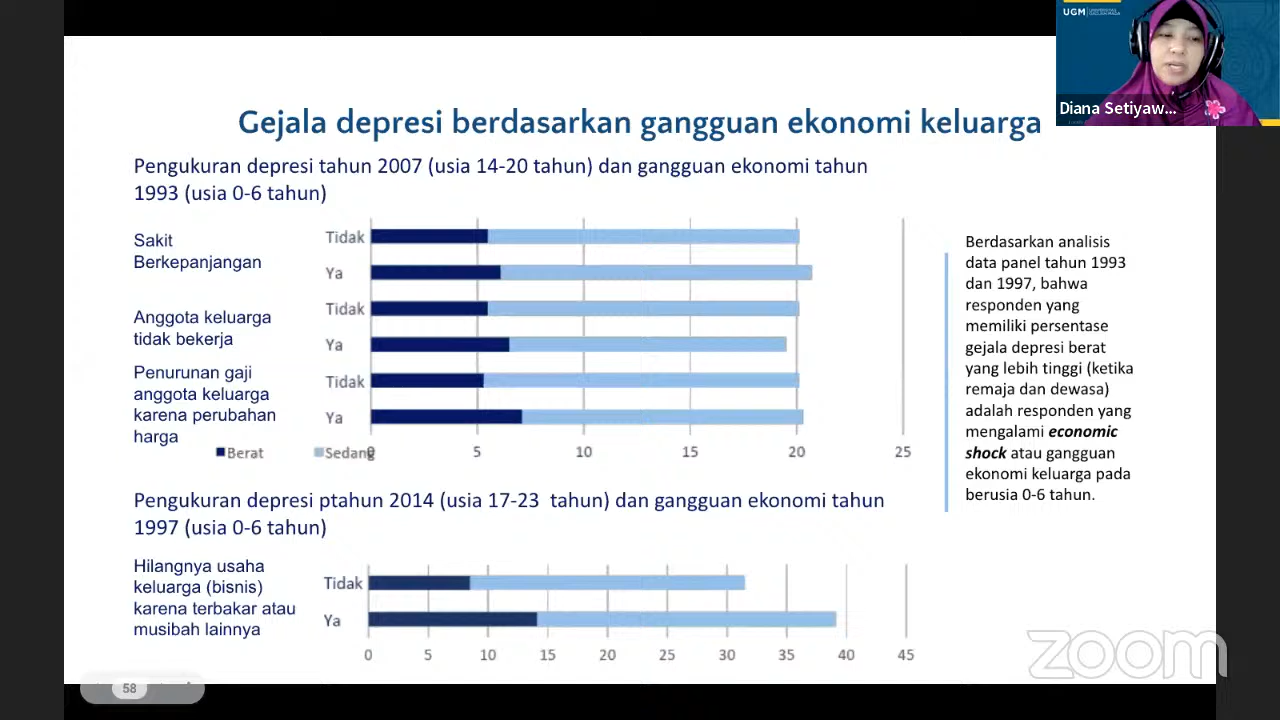 UGM
Diana Setiyaw...
Gejala depresi berdasarkan gangguan ekonomi keluarga
Pengukuran depresi tahun 2007 (usia 14-20 tahun) dan gangguan ekonomi tahun
1993 (usia 0-6 tahun)
Sakit
Berkepanjangan
Tidak
Ya
Anggota keluarga
tidak bekerja
Tidak
Ya
Penurunan gaji
anggota keluarga
karena perubahan
harga
Tidak
Ya
Berat
Sedang
0 5 10 15 20 25
Berdasarkan analisis
data panel tahun 1993
dan 1997, bahwa
responden yang
memiliki persentase
gejala depresi berat
yang lebih tinggi (ketika
remaja dan dewasa)
adalah responden yang
mengalami economic
shock atau gangguan
ekonomi keluarga pada
berusia 0-6 tahun.
Pengukuran depresi ptahun 2014 (usia 17-23 tahun) dan gangguan ekonomi tahun
1997 (usia 0-6 tahun)
Hilangnya usaha
keluarga (bisnis)
karena terbakar atau
musibah lainnya
Tidak
Ya
0 5 10 15 20 25 30 35 40 45
zoom
58